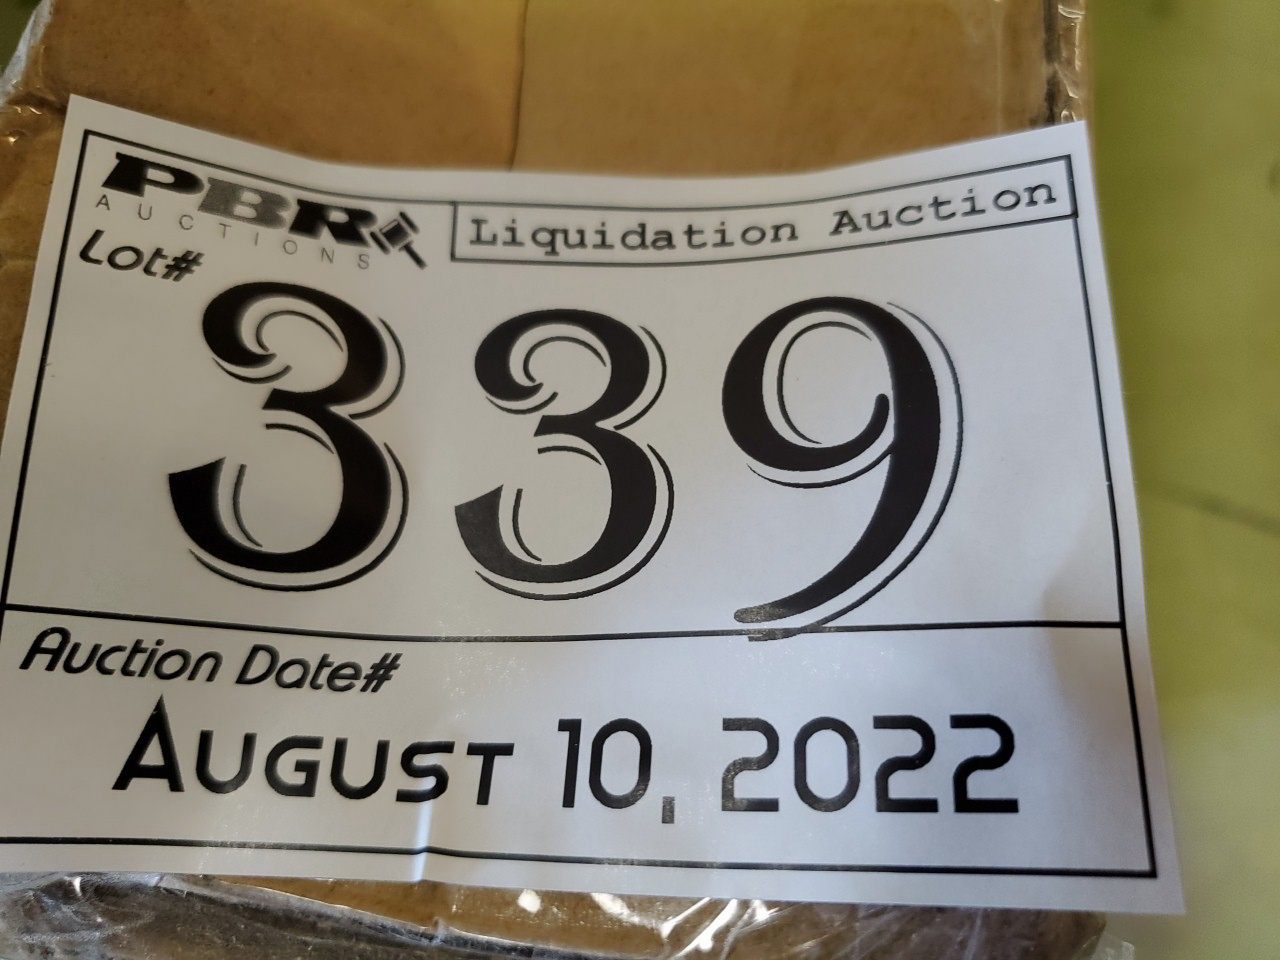 PBR
AUCTIONS
Liquidation Auction
Lot#
339
Auction Date#
August 10, 2022